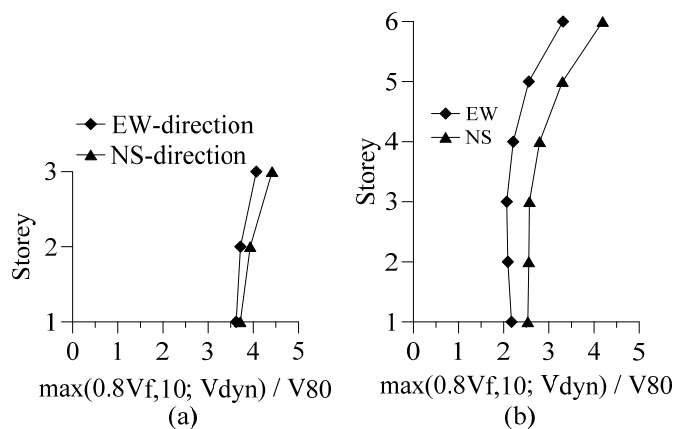 EW-direction
NS-direction
3
2
1
Storey
0 1 2 3 4 5
max(0.8Vf,10; Vdyn) / V80
(a)
6
5
4
3
2
1
Storey
EW
NS
0 1 2 3 4 5
max(0.8Vf,10; Vdyn) / V80
(b)